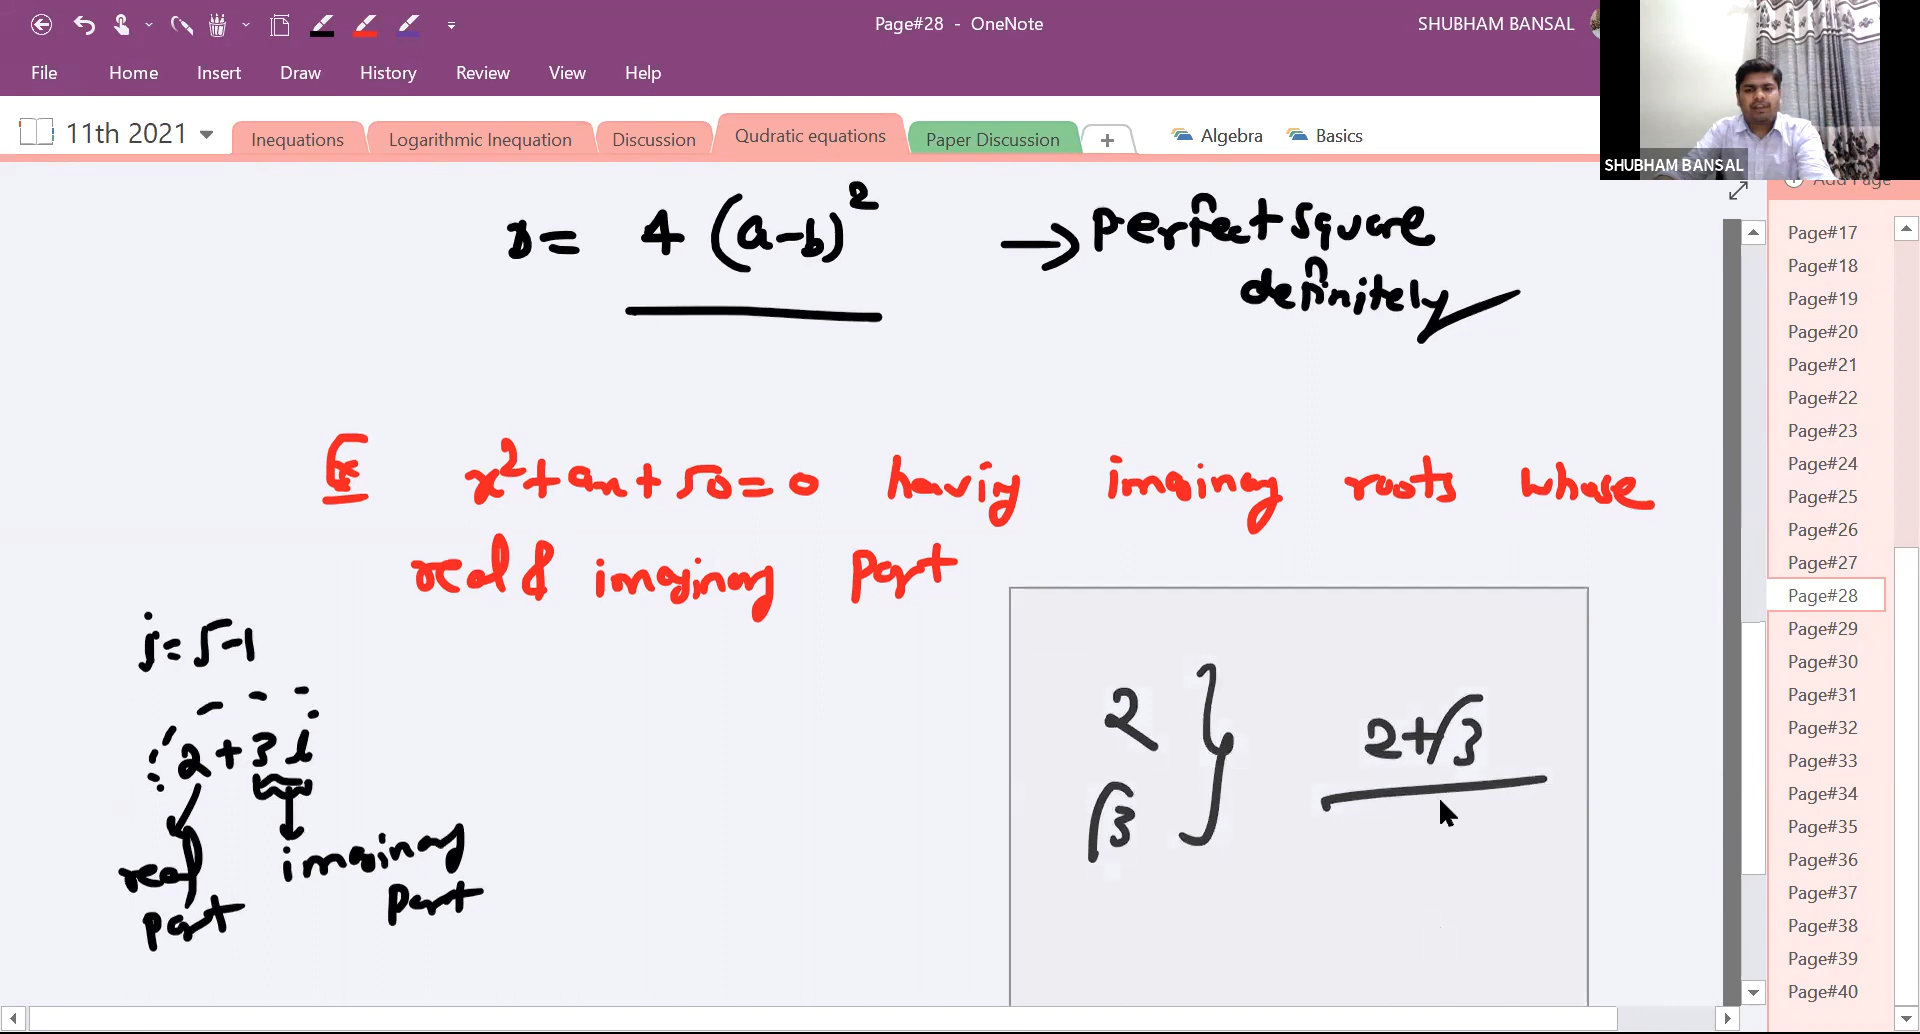 Page#28 - OneNote
SHUBHAM BANSAL
File Home Insert Draw History Review View Help
11th 2021
Inequations
Logarithmic Inequation
Discussion
Qudratic equations
Paper Discussion
+
Algebra
Basics
SHUBHAM BANSAL
Add Page
D = 4 (a-b)² → perfect square
definitely
Ex x² + ax + 50 = 0 having imaginary roots whose
real & imaginary part
i = √-1
2 + 3i
real
part
imaginary
part
2
√3
2+√3
Page#17
Page#18
Page#19
Page#20
Page#21
Page#22
Page#23
Page#24
Page#25
Page#26
Page#27
Page#28
Page#29
Page#30
Page#31
Page#32
Page#33
Page#34
Page#35
Page#36
Page#37
Page#38
Page#39
Page#40